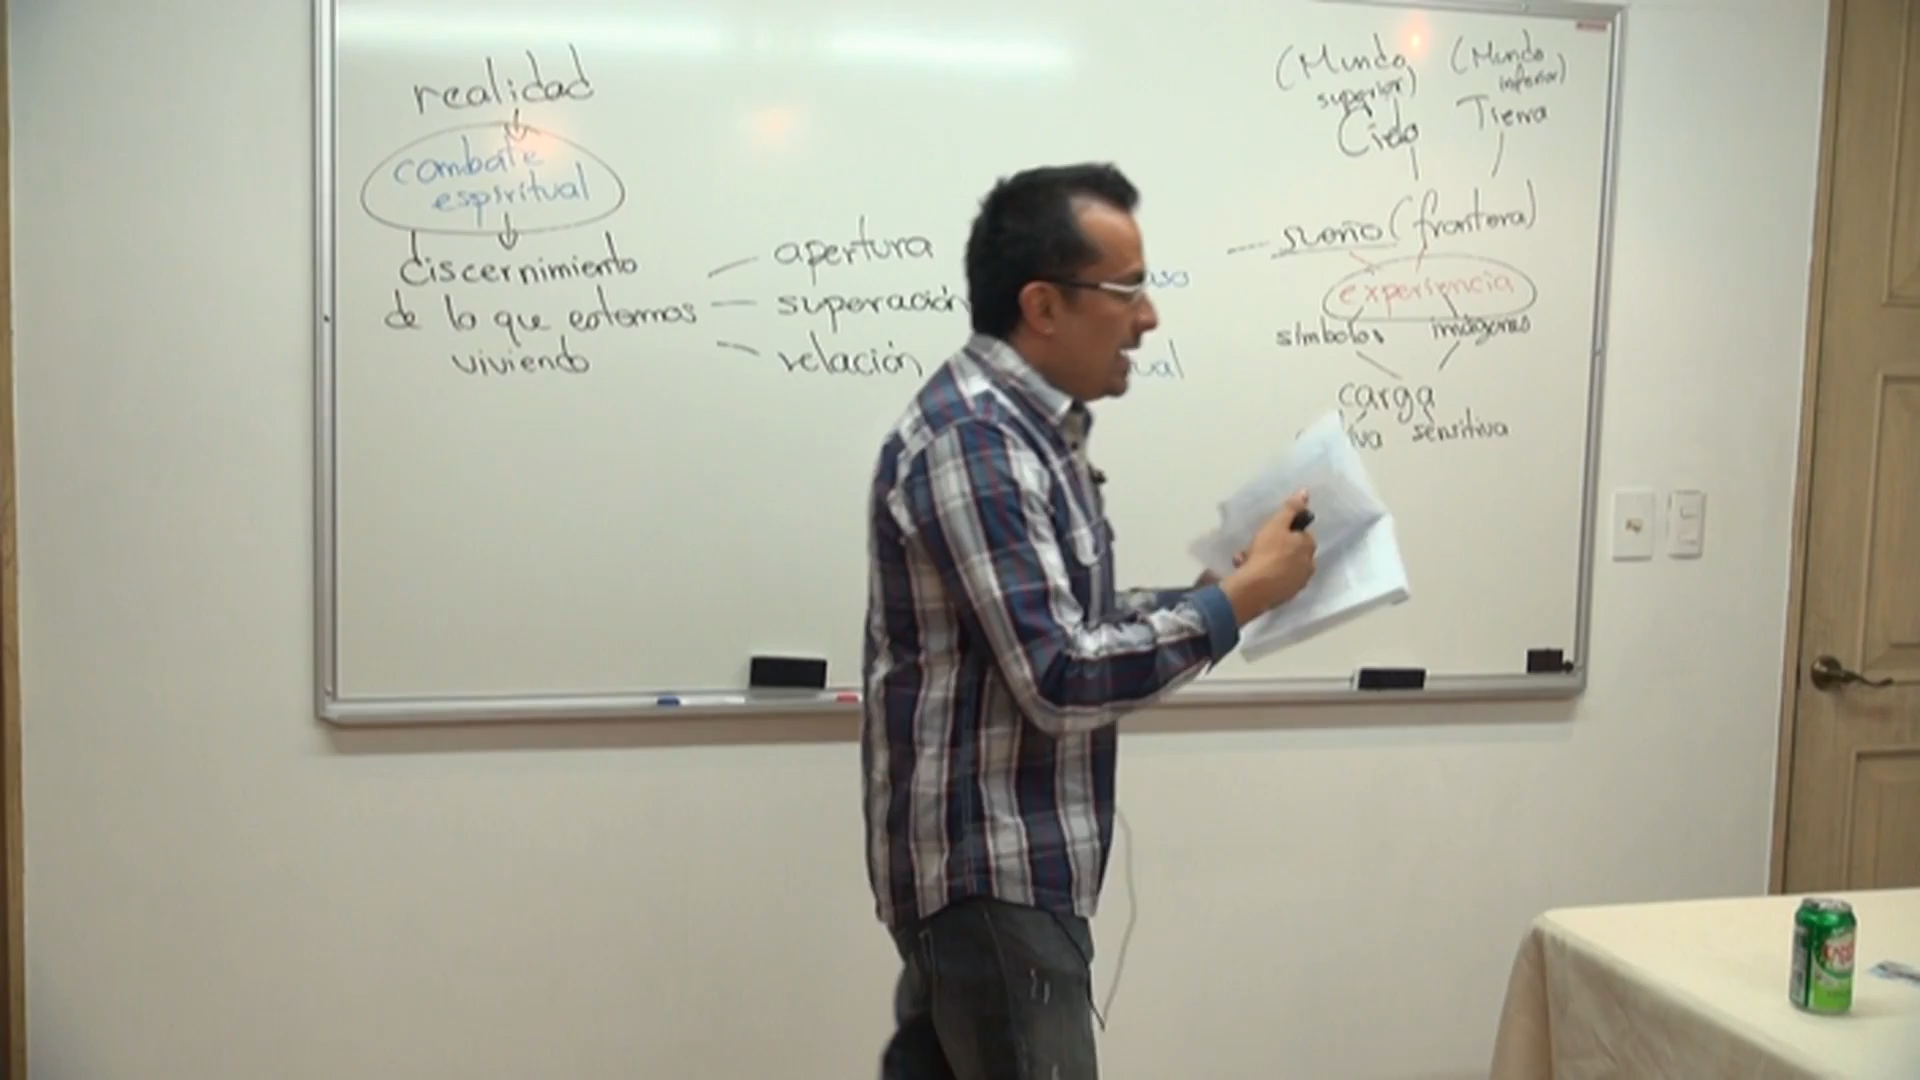 realidad
combate
espiritual
discernimiento
de lo que estamos
viviendo
apertura
superación
relación
(Mundo
superior)
Cielo
(Mundo
inferior)
Tierra
sueño (frontera)
experiencia
símbolos imágenes
carga
sensitiva